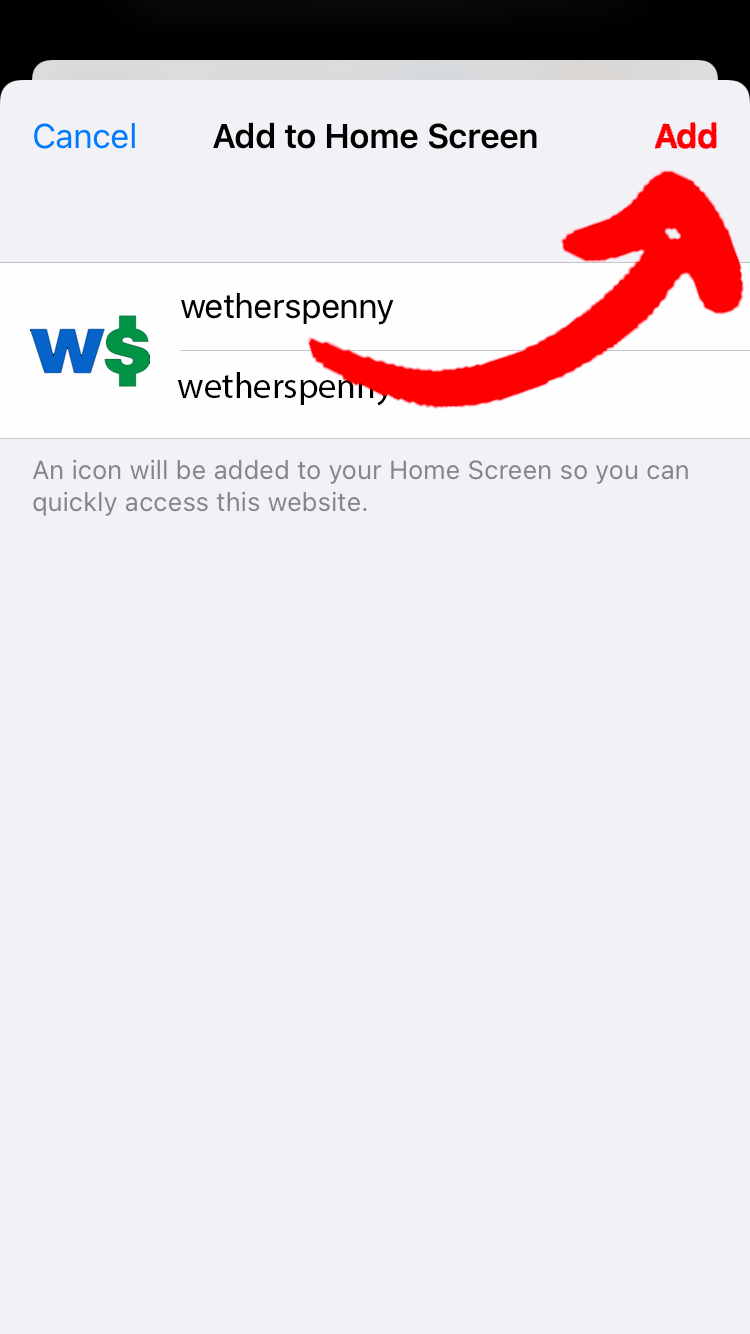 Cancel Add to Home Screen Add
W$ wetherspenny
wetherspenny
An icon will be added to your Home Screen so you can
quickly access this website.